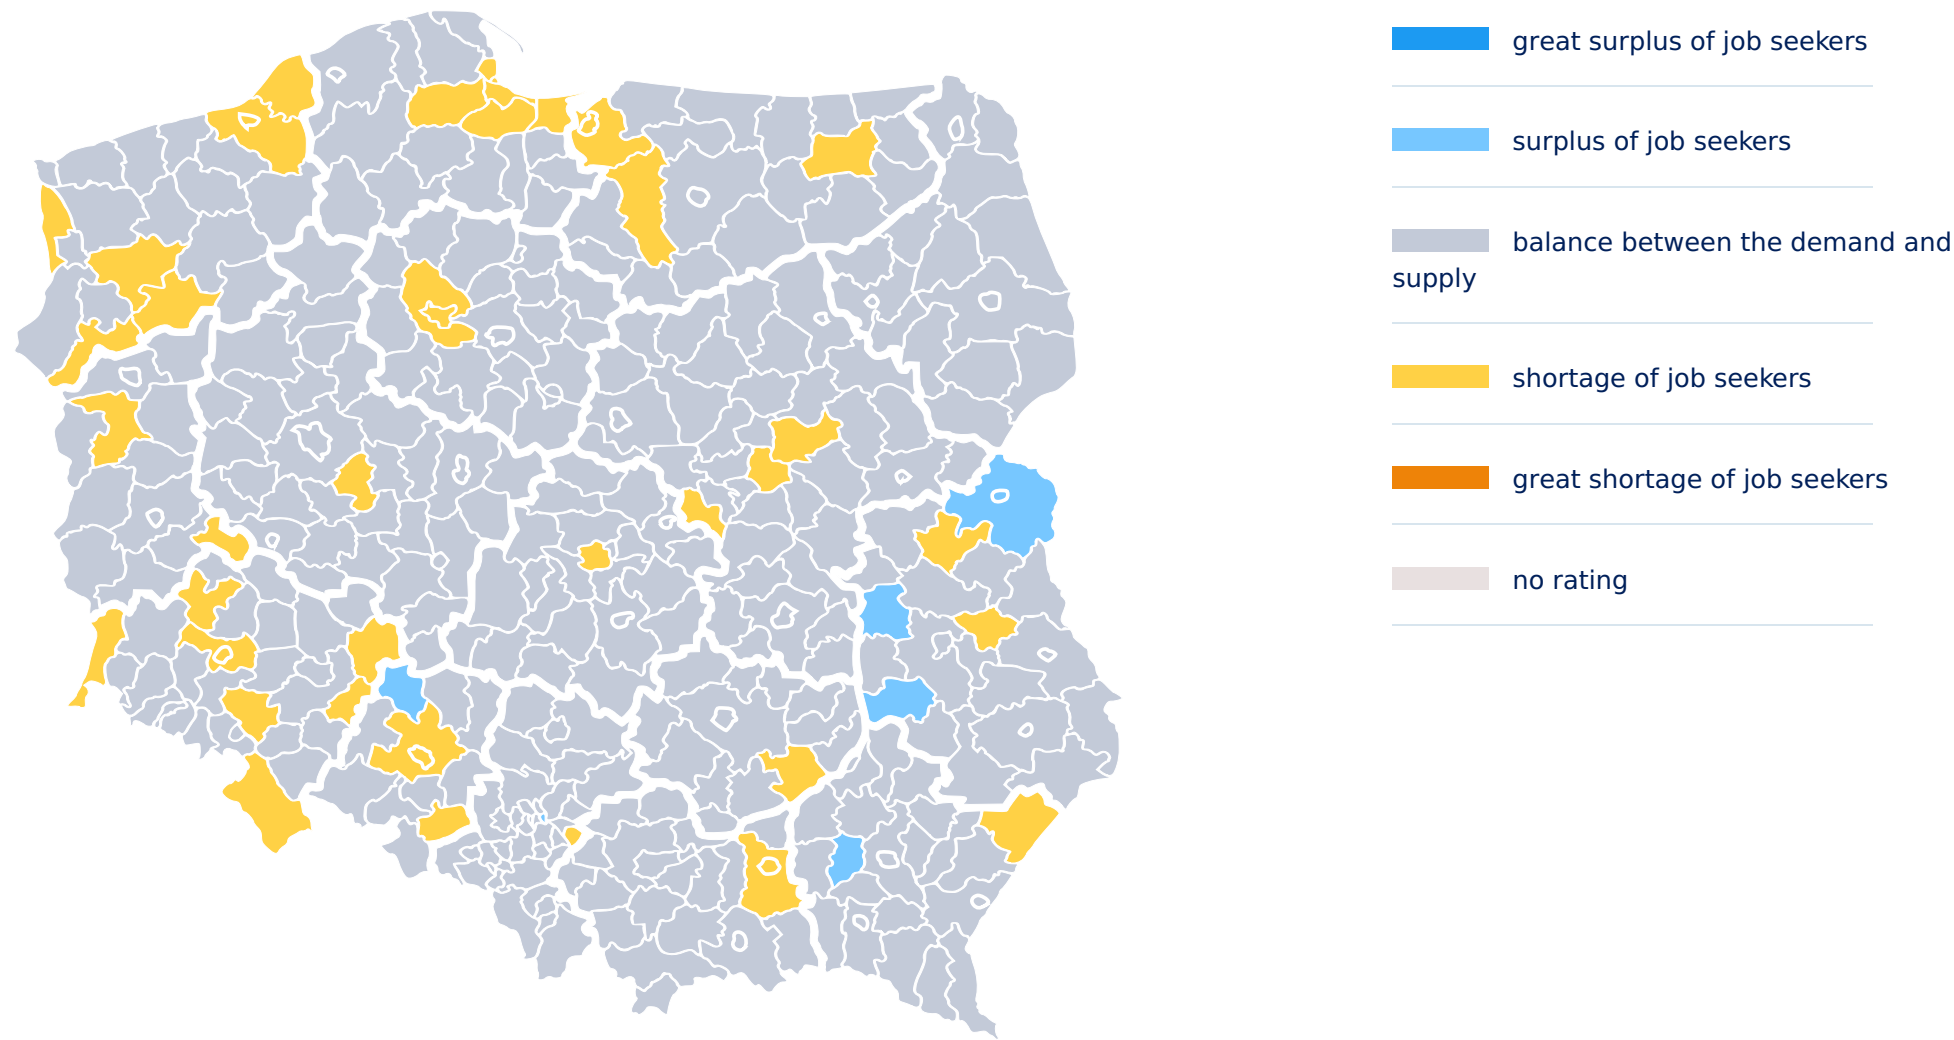 great surplus of job seekers
surplus of job seekers
balance between the demand and
supply
shortage of job seekers
great shortage of job seekers
no rating